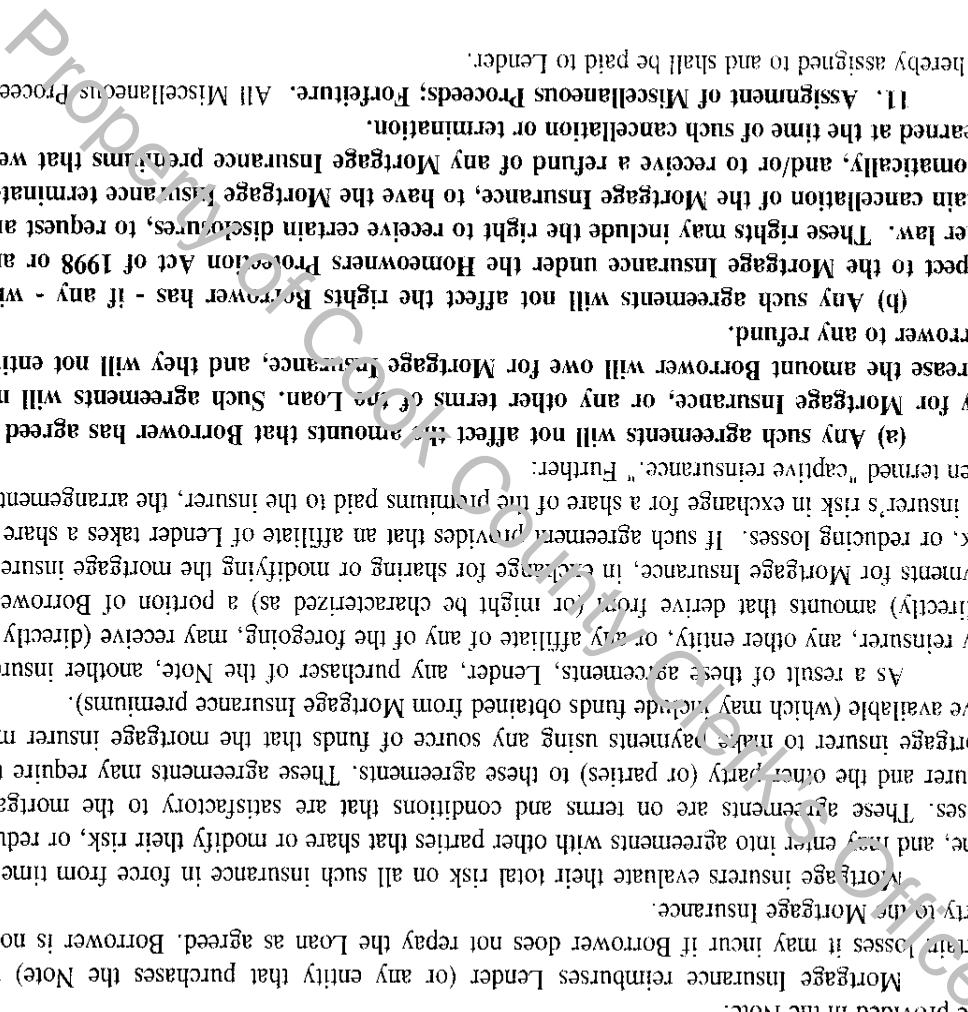 e provided in the Note.
Mortgage Insurance reimburses Lender (or any entity that purchases the Note)
rtain losses it may incur if Borrower does not repay the Loan as agreed. Borrower is no
rty to the Mortgage Insurance.
Mortgage insurers evaluate their total risk on all such insurance in force from time
ne, and may enter into agreements with other parties that share or modify their risk, or redu
ses. These agreements are on terms and conditions that are satisfactory to the mortga
urer and the other party (or parties) to these agreements. These agreements may require t
rtgage insurer to make payments using any source of funds that the mortgage insurer m
ve available (which may include funds obtained from Mortgage Insurance premiums).
As a result of these agreements, Lender, any purchaser of the Note, another insur
y reinsurer, any other entity, or any affiliate of any of the foregoing, may receive (directly
directly) amounts that derive from (or might be characterized as) a portion of Borrowe
yments for Mortgage Insurance, in exchange for sharing or modifying the mortgage insure
k, or reducing losses. If such agreement provides that an affiliate of Lender takes a share
insurer's risk in exchange for a share of the premiums paid to the insurer, the arrangement
en termed "captive reinsurance." Further:
(a) Any such agreements will not affect the amounts that Borrower has agreed
y for Mortgage Insurance, or any other terms of the Loan. Such agreements will n
crease the amount Borrower will owe for Mortgage Insurance, and they will not enti
rrower to any refund.
(b) Any such agreements will not affect the rights Borrower has - if any - wi
pect to the Mortgage Insurance under the Homeowners Protection Act of 1998 or a
er law. These rights may include the right to receive certain disclosures, to request a
ain cancellation of the Mortgage Insurance, to have the Mortgage Insurance terminat
omatically, and/or to receive a refund of any Mortgage Insurance premiums that we
earned at the time of such cancellation or termination.
11. Assignment of Miscellaneous Proceeds; Forfeiture. All Miscellaneous Procee
hereby assigned to and shall be paid to Lender.
Property of Cook County Clerk's Office